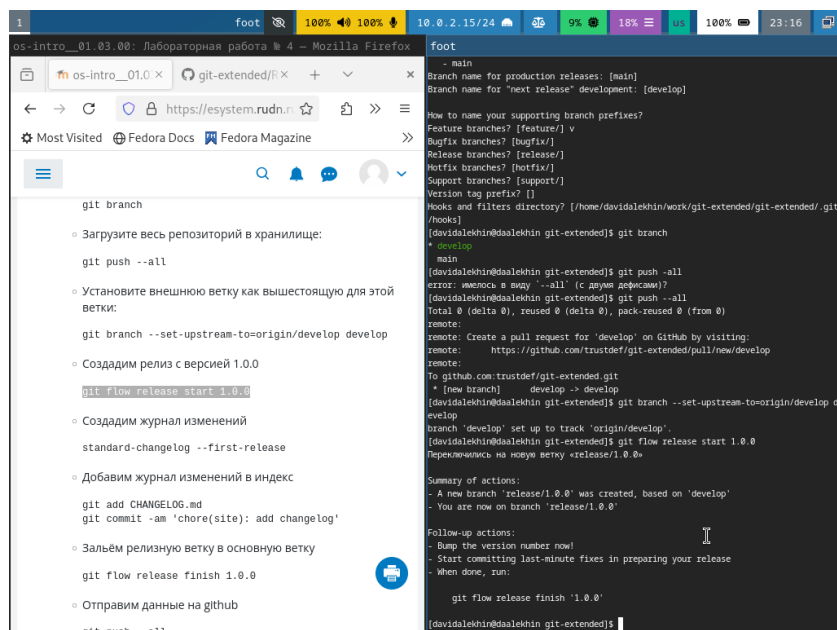 1 foot 100% 100% 10.0.2.15/24 9% 18% us 100% 23:16
os-intro__01.03.00: Лабораторная работа № 4 — Mozilla Firefox
os-intro__01.0 × git-extended/R × + ×
https://esystem.rudn.r
Most Visited Fedora Docs Fedora Magazine
git branch
Загрузите весь репозиторий в хранилище:
git push --all
Установите внешнюю ветку как вышестоящую для этой
ветки:
git branch --set-upstream-to=origin/develop develop
Создадим релиз с версией 1.0.0
git flow release start 1.0.0
Создадим журнал изменений
standard-changelog --first-release
Добавим журнал изменений в индекс
git add CHANGELOG.md
git commit -am 'chore(site): add changelog'
Зальём релизную ветку в основную ветку
git flow release finish 1.0.0
Отправим данные на github
git push --all
foot
- main
Branch name for production releases: [main]
Branch name for "next release" development: [develop]
How to name your supporting branch prefixes?
Feature branches? [feature/] v
Bugfix branches? [bugfix/]
Release branches? [release/]
Hotfix branches? [hotfix/]
Support branches? [support/]
Version tag prefix? []
Hooks and filters directory? [/home/davidalekhin/work/git-extended/git-extended/.git
/hooks]
[davidalekhin@daalekhin git-extended]$ git branch
* develop
main
[davidalekhin@daalekhin git-extended]$ git push -all
error: имелось в виду `--all` (с двумя дефисами)?
[davidalekhin@daalekhin git-extended]$ git push --all
Total 0 (delta 0), reused 0 (delta 0), pack-reused 0 (from 0)
remote:
remote: Create a pull request for 'develop' on GitHub by visiting:
remote: https://github.com/trustdef/git-extended/pull/new/develop
remote:
To github.com:trustdef/git-extended.git
* [new branch] develop -> develop
[davidalekhin@daalekhin git-extended]$ git branch --set-upstream-to=origin/develop d
evelop
branch 'develop' set up to track 'origin/develop'.
[davidalekhin@daalekhin git-extended]$ git flow release start 1.0.0
Переключились на новую ветку «release/1.0.0»
Summary of actions:
- A new branch 'release/1.0.0' was created, based on 'develop'
- You are now on branch 'release/1.0.0'
Follow-up actions:
- Bump the version number now!
- Start committing last-minute fixes in preparing your release
- When done, run:
git flow release finish '1.0.0'
[davidalekhin@daalekhin git-extended]$